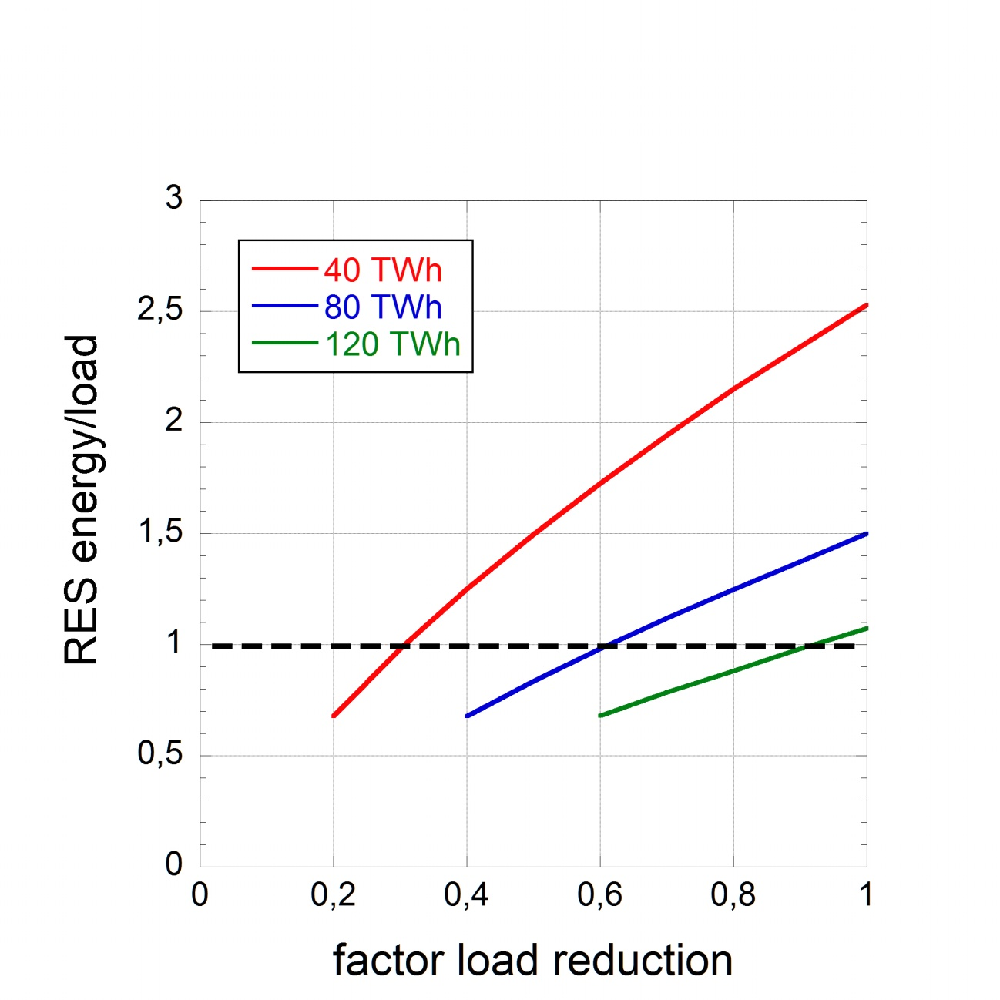 3
2,5
2
1,5
1
0,5
0
RES energy/load
40 TWh
80 TWh
120 TWh
0 0,2 0,4 0,6 0,8 1
factor load reduction